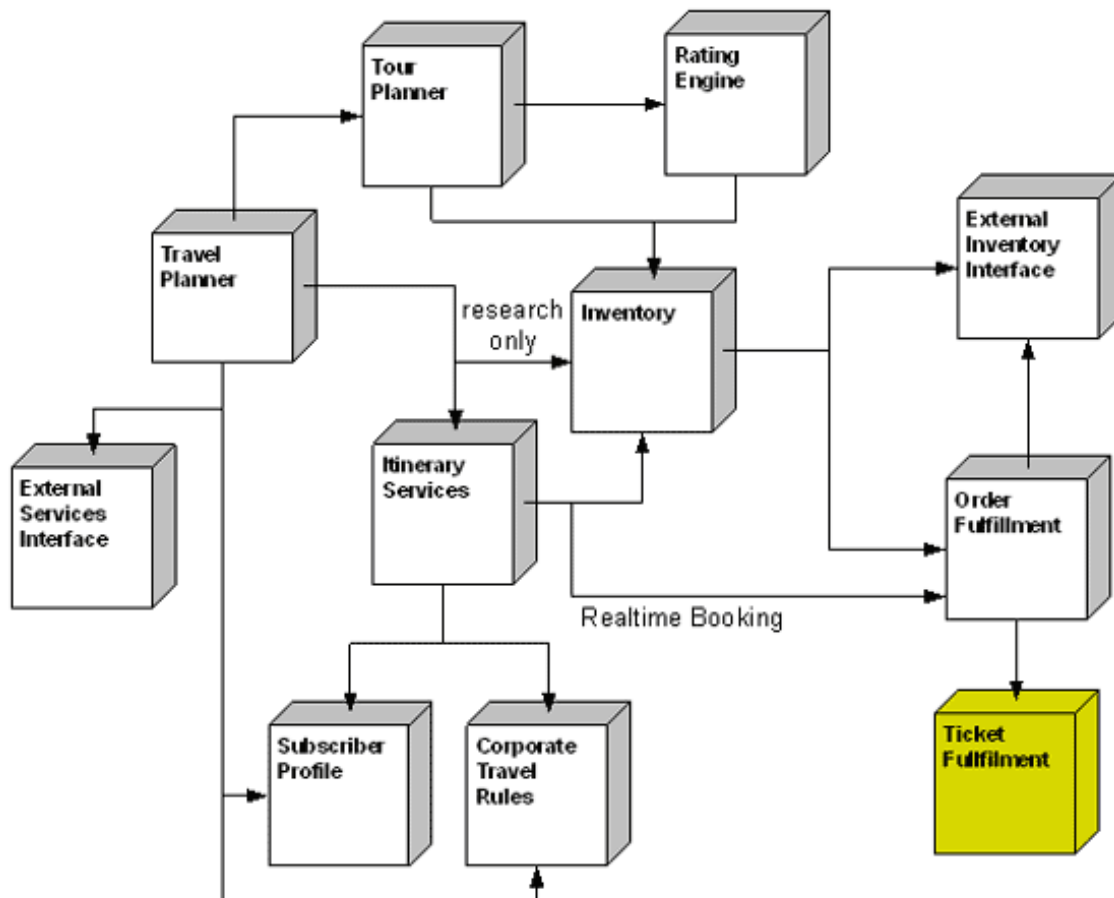 Tour
Planner
Rating
Engine
Travel
Planner
External
Inventory
Interface
research
only
Inventory
Itinerary
Services
External
Services
Interface
Order
Fulfillment
Realtime Booking
Subscriber
Profile
Corporate
Travel
Rules
Ticket
Fullfilment